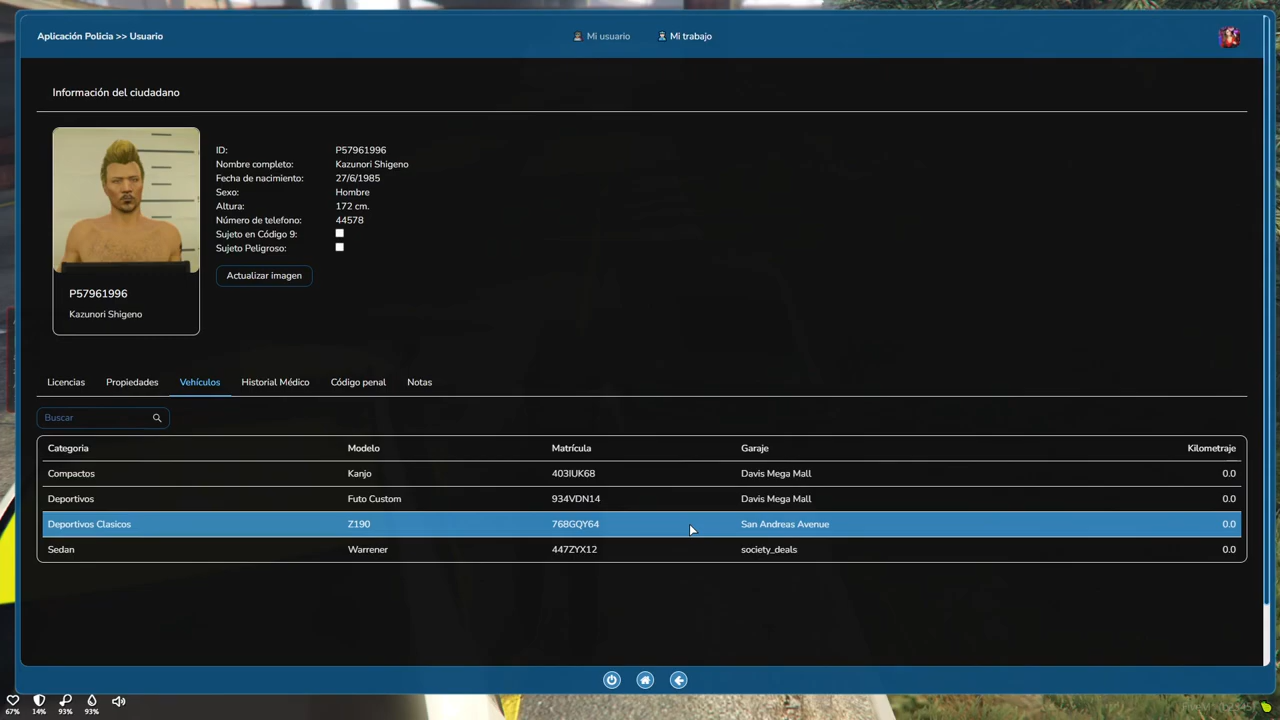 Aplicación Policia >> Usuario
Mi usuario
Mi trabajo
Información del ciudadano
ID: P57961996
Nombre completo: Kazunori Shigeno
Fecha de nacimiento: 27/6/1985
Sexo: Hombre
Altura: 172 cm.
Número de telefono: 44578
Sujeto en Código 9:
Sujeto Peligroso:
Actualizar imagen
P57961996
Kazunori Shigeno
Licencias Propiedades Vehículos Historial Médico Código penal Notas
Buscar
Categoria Modelo Matrícula Garaje Kilometraje
Compactos Kanjo 403IUK68 Davis Mega Mall 0.0
Deportivos Futo Custom 934VDN14 Davis Mega Mall 0.0
Deportivos Clasicos Z190 768GQY64 San Andreas Avenue 0.0
Sedan Warrener 447ZYX12 society_deals 0.0
67% 14% 93% 93%